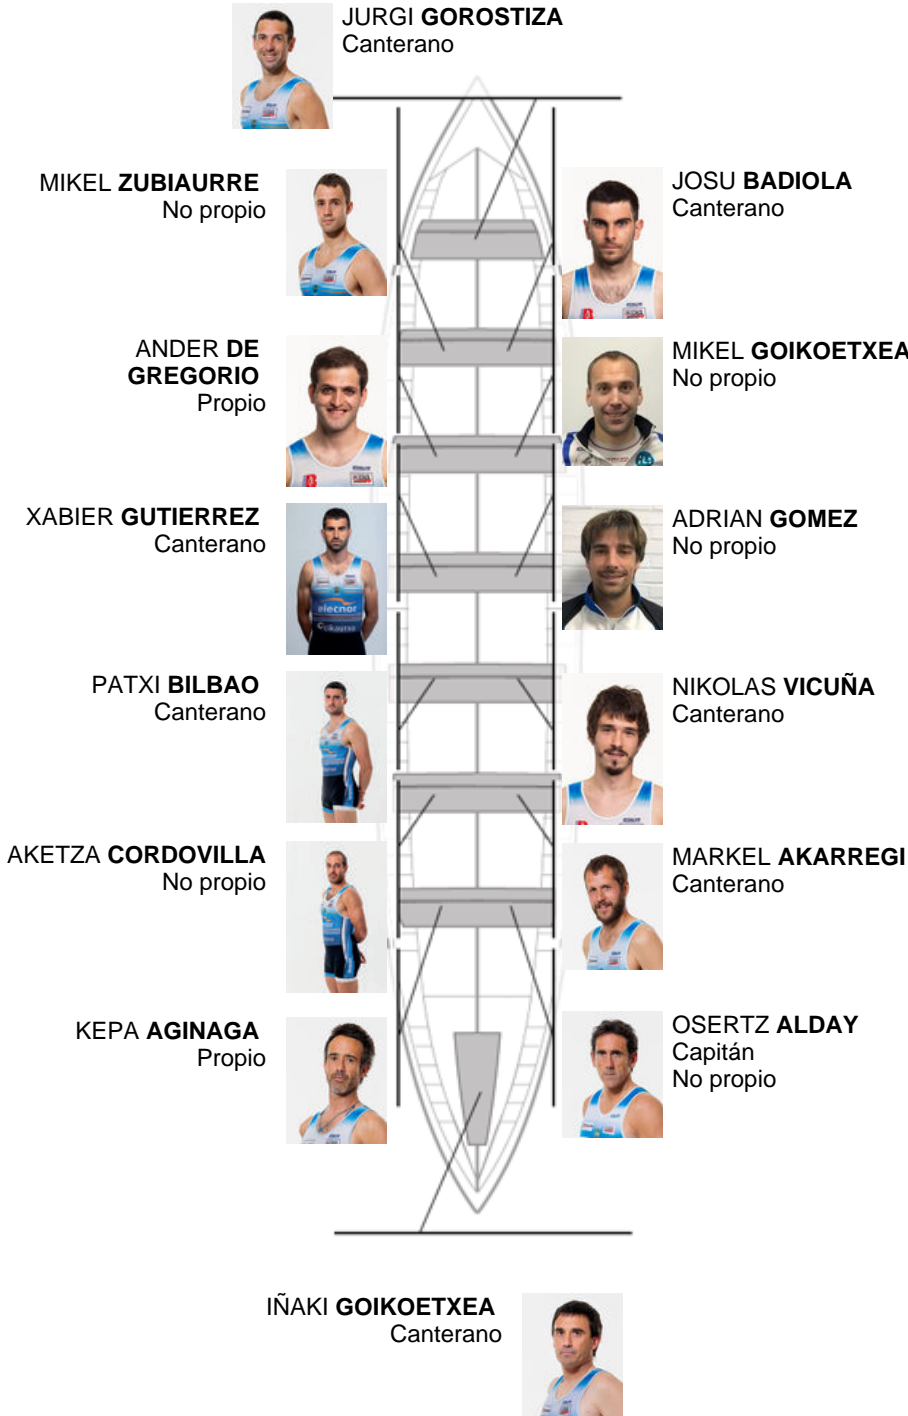 JURGI GOROSTIZA
Canterano
MIKEL ZUBIAURRE
No propio
JOSU BADIOLA
Canterano
ANDER DE
GREGORIO
Propio
MIKEL GOIKOETXEA
No propio
XABIER GUTIERREZ
Canterano
elecnor
ADRIAN GOMEZ
No propio
PATXI BILBAO
Canterano
NIKOLAS VICUÑA
Canterano
AKETZA CORDOVILLA
No propio
MARKEL AKARREGI
Canterano
KEPA AGINAGA
Propio
OSERTZ ALDAY
Capitán
No propio
IÑAKI GOIKOETXEA
Canterano